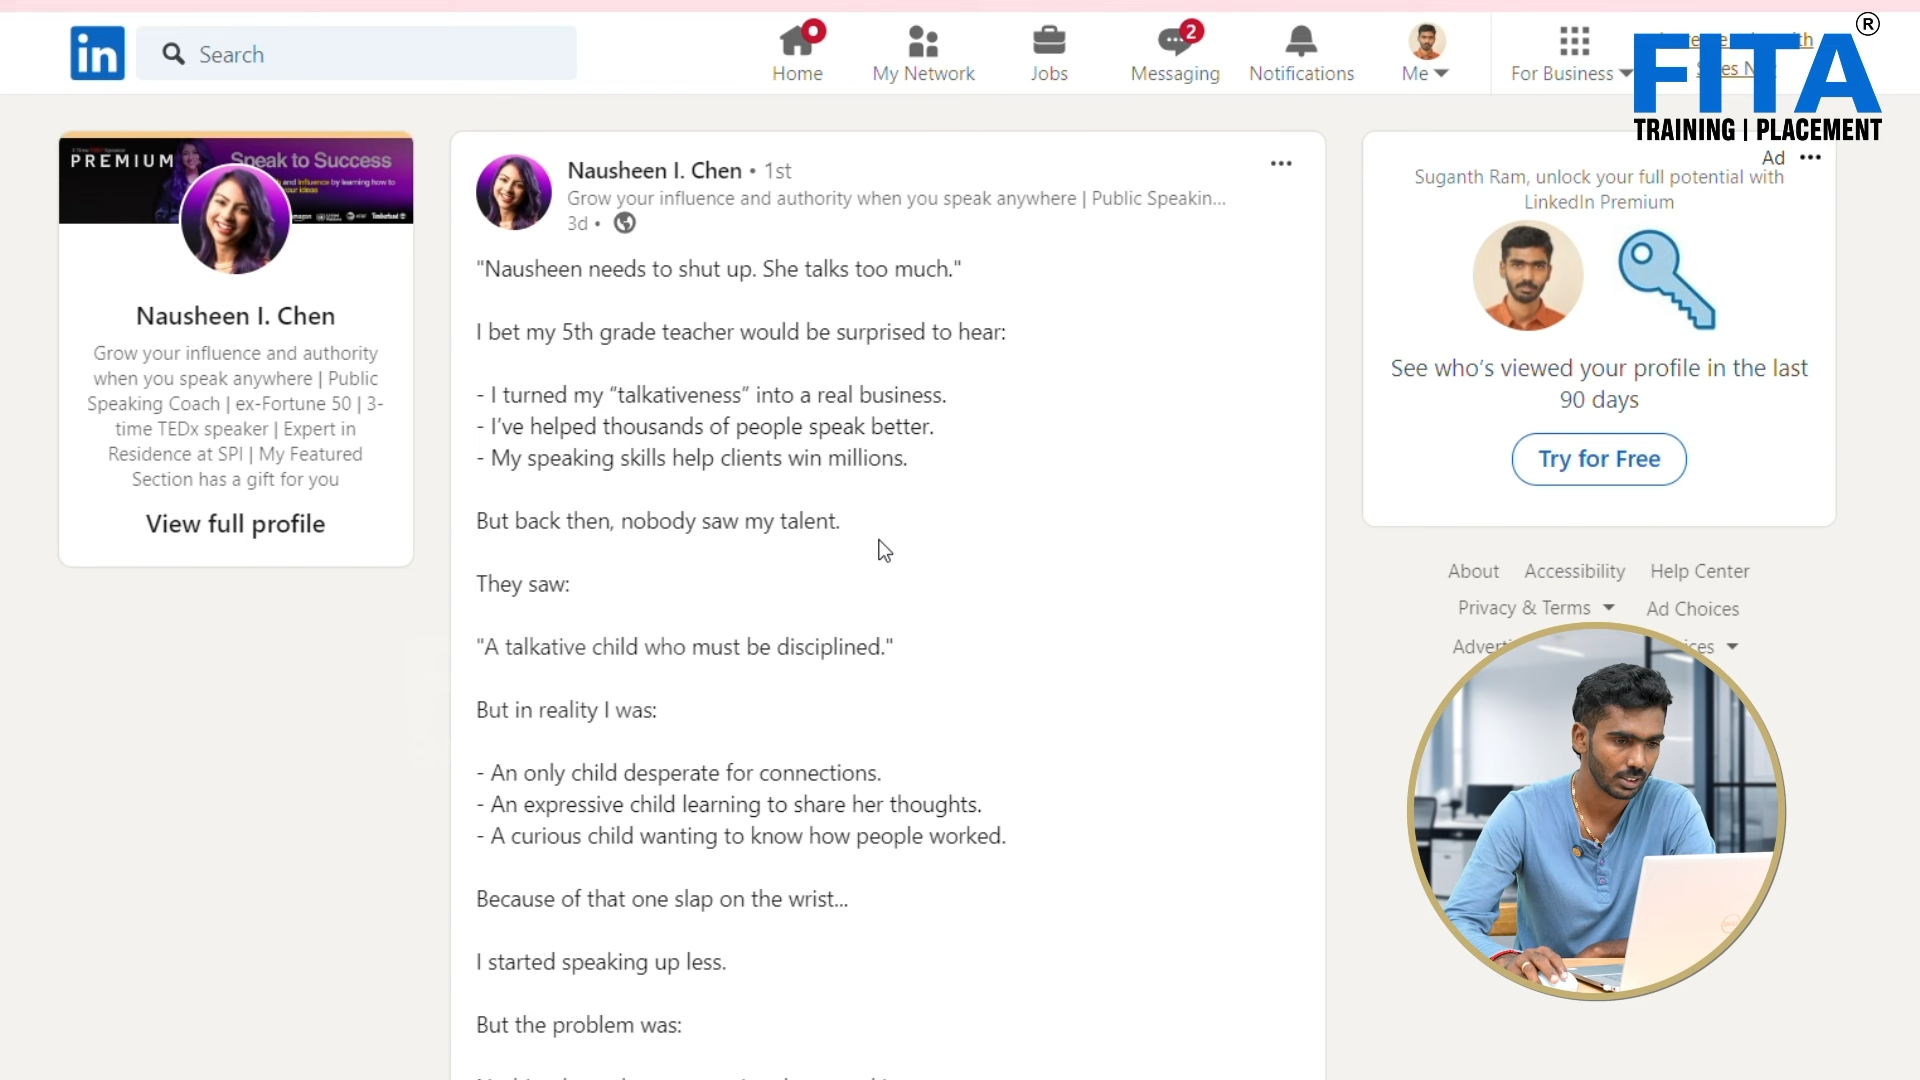 Search
Home
My Network
Jobs
2
Messaging
Notifications
Me
For Business
FITA
®
TRAINING | PLACEMENT
PREMIUM
Speak to Success
and Influence by learning how to
Nausheen I. Chen
Grow your influence and authority
when you speak anywhere | Public
Speaking Coach | ex-Fortune 50 | 3-
time TEDx speaker | Expert in
Residence at SPI | My Featured
Section has a gift for you
View full profile
Nausheen I. Chen • 1st
Grow your influence and authority when you speak anywhere | Public Speakin...
3d •
"Nausheen needs to shut up. She talks too much."
I bet my 5th grade teacher would be surprised to hear:
- I turned my “talkativeness” into a real business.
- I’ve helped thousands of people speak better.
- My speaking skills help clients win millions.
But back then, nobody saw my talent.
They saw:
"A talkative child who must be disciplined."
But in reality I was:
- An only child desperate for connections.
- An expressive child learning to share her thoughts.
- A curious child wanting to know how people worked.
Because of that one slap on the wrist...
I started speaking up less.
But the problem was:
Ad
Suganth Ram, unlock your full potential with
LinkedIn Premium
See who’s viewed your profile in the last
90 days
Try for Free
About Accessibility Help Center
Privacy & Terms Ad Choices